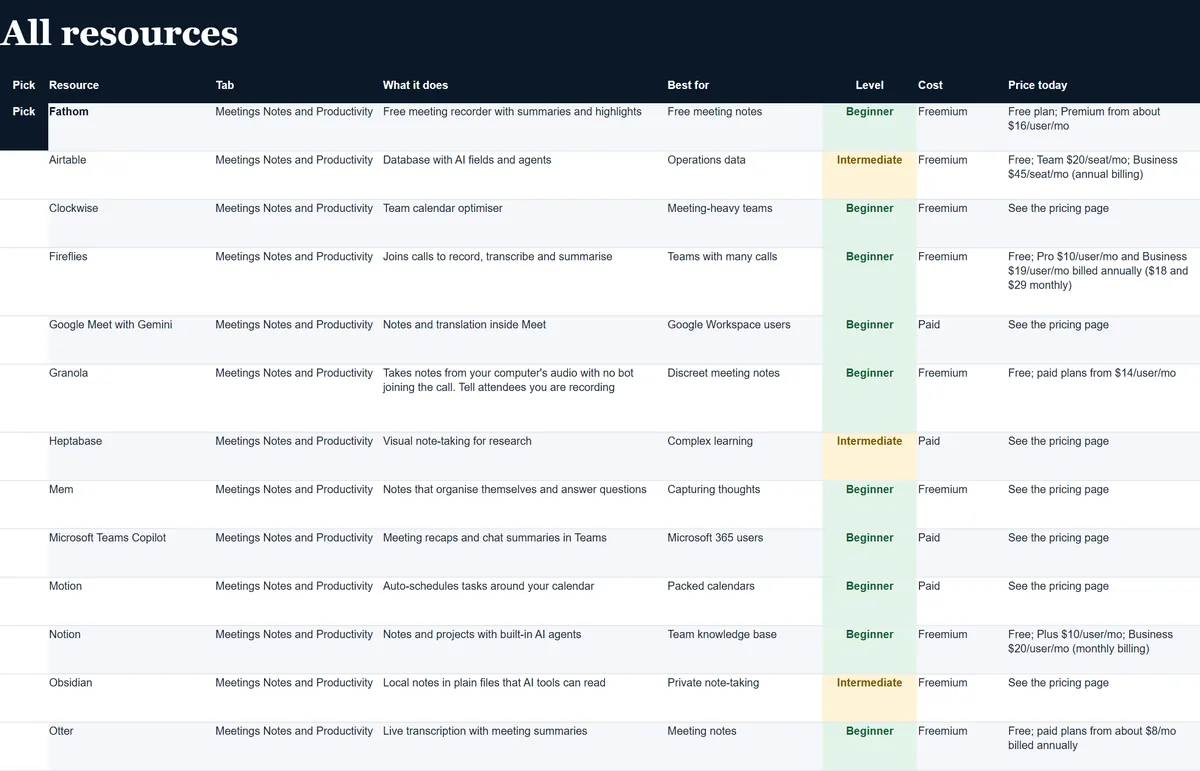 All resources
Pick Resource Tab What it does Best for Level Cost Price today
Pick Fathom Meetings Notes and Productivity Free meeting recorder with summaries and highlights Free meeting notes Beginner Freemium Free plan; Premium from about
$16/user/mo
Airtable Meetings Notes and Productivity Database with AI fields and agents Operations data Intermediate Freemium Free; Team $20/seat/mo; Business
$45/seat/mo (annual billing)
Clockwise Meetings Notes and Productivity Team calendar optimiser Meeting-heavy teams Beginner Freemium See the pricing page
Fireflies Meetings Notes and Productivity Joins calls to record, transcribe and summarise Teams with many calls Beginner Freemium Free; Pro $10/user/mo and Business
$19/user/mo billed annually ($18 and
$29 monthly)
Google Meet with Gemini Meetings Notes and Productivity Notes and translation inside Meet Google Workspace users Beginner Paid See the pricing page
Granola Meetings Notes and Productivity Takes notes from your computer's audio with no bot Discreet meeting notes Beginner Freemium Free; paid plans from $14/user/mo
joining the call. Tell attendees you are recording
Heptabase Meetings Notes and Productivity Visual note-taking for research Complex learning Intermediate Paid See the pricing page
Mem Meetings Notes and Productivity Notes that organise themselves and answer questions Capturing thoughts Beginner Freemium See the pricing page
Microsoft Teams Copilot Meetings Notes and Productivity Meeting recaps and chat summaries in Teams Microsoft 365 users Beginner Paid See the pricing page
Motion Meetings Notes and Productivity Auto-schedules tasks around your calendar Packed calendars Beginner Paid See the pricing page
Notion Meetings Notes and Productivity Notes and projects with built-in AI agents Team knowledge base Beginner Freemium Free; Plus $10/user/mo; Business
$20/user/mo (monthly billing)
Obsidian Meetings Notes and Productivity Local notes in plain files that AI tools can read Private note-taking Intermediate Freemium See the pricing page
Otter Meetings Notes and Productivity Live transcription with meeting summaries Meeting notes Beginner Freemium Free; paid plans from about $8/mo
billed annually